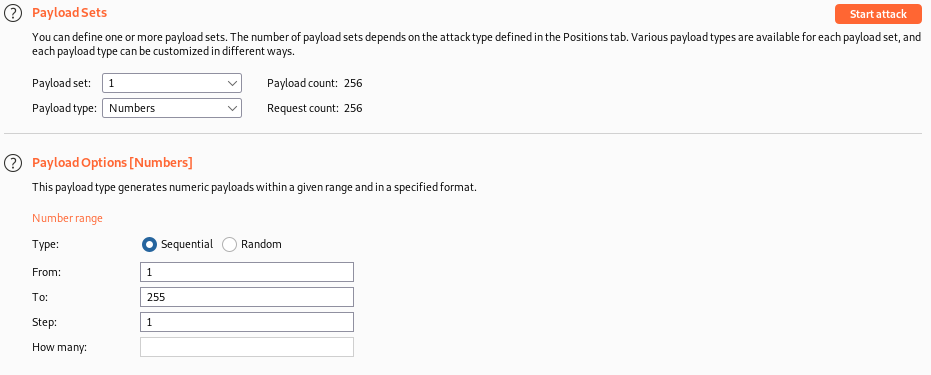 ? Payload Sets Start attack
You can define one or more payload sets. The number of payload sets depends on the attack type defined in the Positions tab. Various payload types are available for each payload set, and
each payload type can be customized in different ways.
Payload set: 1 Payload count: 256
Payload type: Numbers Request count: 256
? Payload Options [Numbers]
This payload type generates numeric payloads within a given range and in a specified format.
Number range
Type: Sequential Random
From: 1
To: 255
Step: 1
How many: